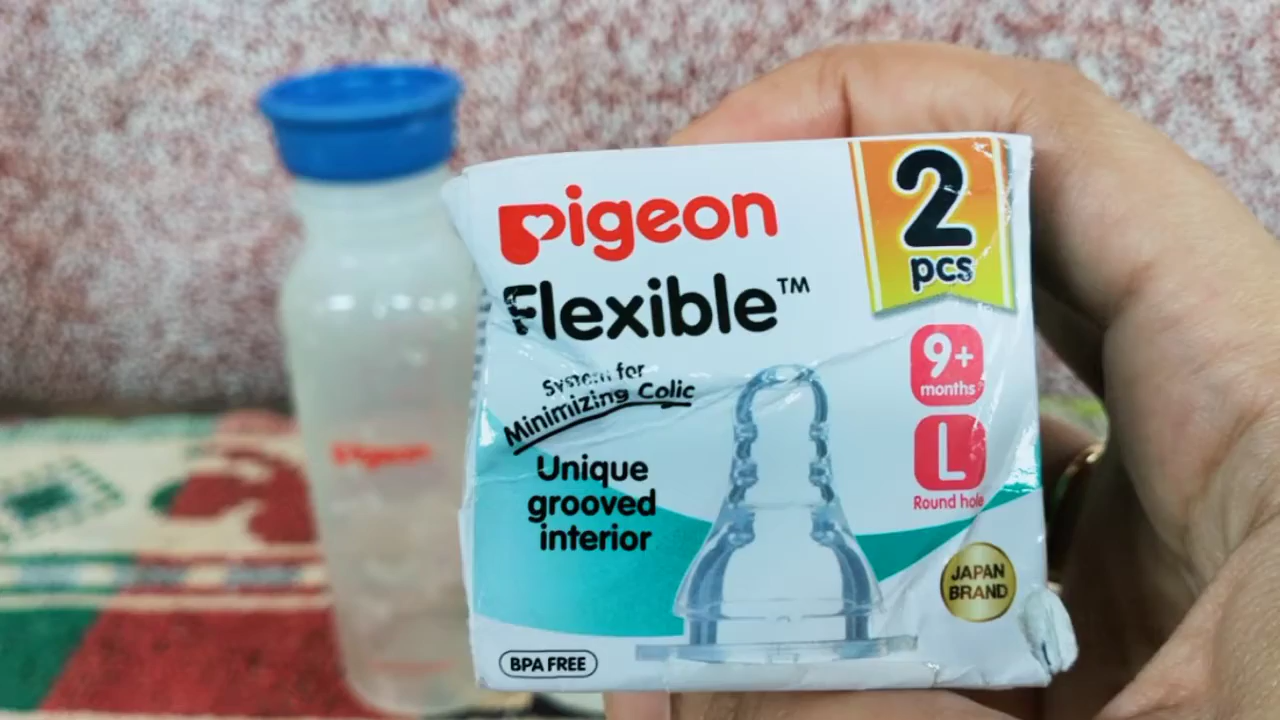 pigeon
Flexible™
2
pcs
System for
Minimizing Colic
Unique
grooved
interior
9+
months
L
Round hole
JAPAN
BRAND
BPA FREE
Pigeon